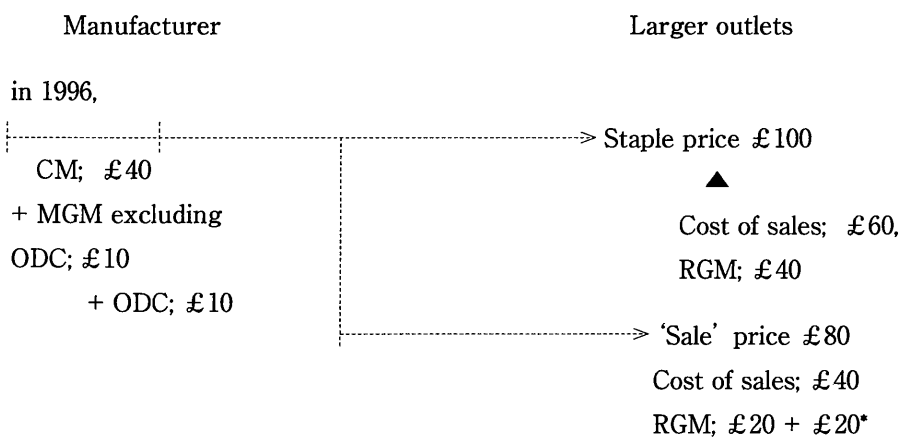 Manufacturer Larger outlets
in 1996,
Staple price £100
CM; £40
▲
+ MGM excluding
Cost of sales; £60,
ODC; £10
RGM; £40
+ ODC; £10
‘Sale’ price £80
Cost of sales; £40
RGM; £20 + £20*